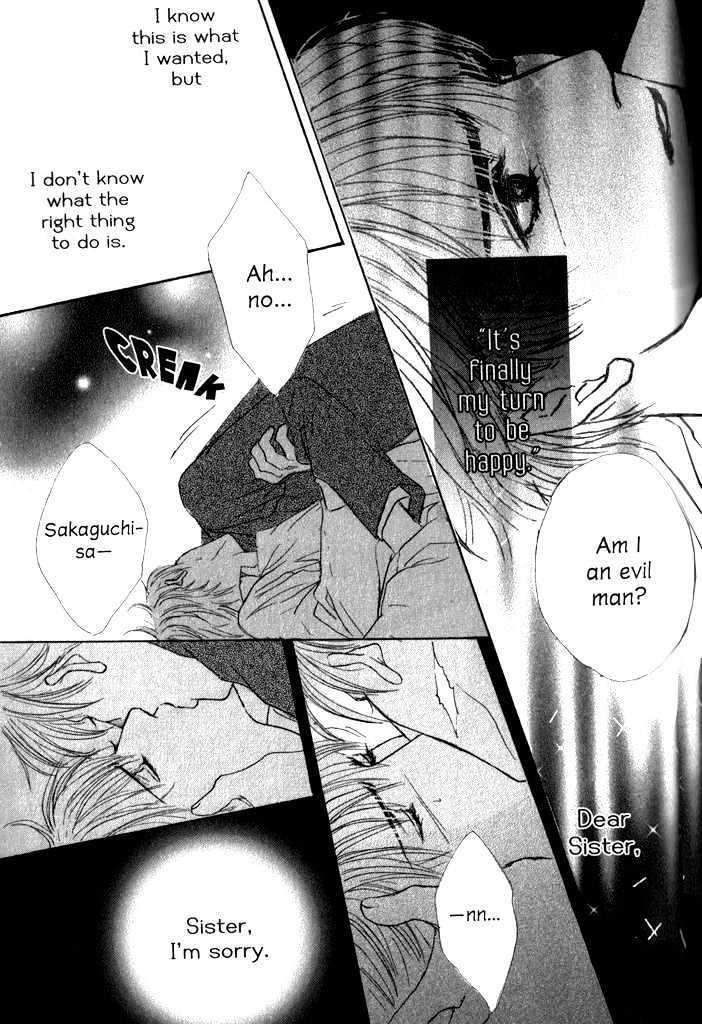 "It's
finally
my turn
to be
happy."
Am I
an evil
man?
Dear
Sister,
I know
this is what
I wanted,
but
I don't know
what the
right thing
to do is.
Ah...
no...
CREAK
Sakaguchi-
sa—
—nn...
Sister,
I'm sorry.